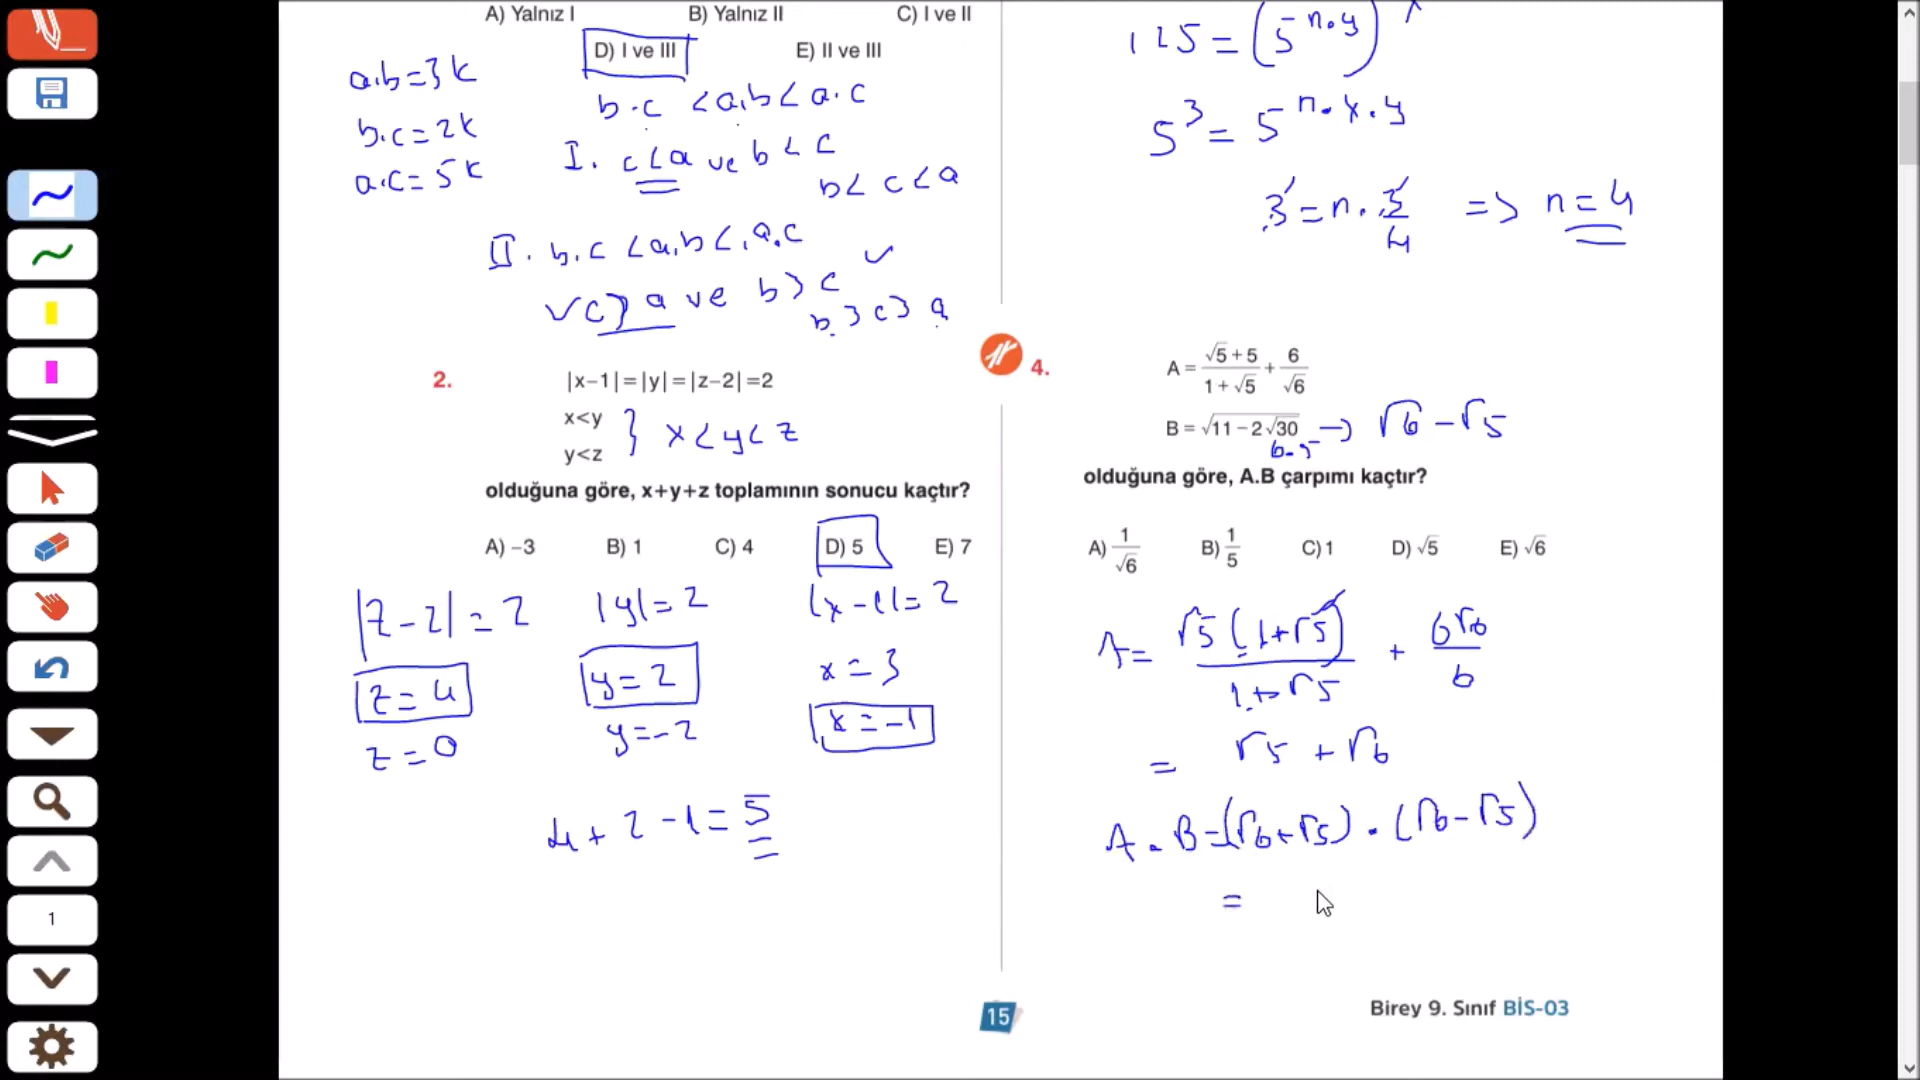 A) Yalnız I B) Yalnız II C) I ve II
D) I ve III E) II ve III
a.b=3k
b.c=2k
a.c=5k
b.c <a.b< a.c
I. c<a ve b<c
b< c<a
II. b.c <a.b<.a.c
c>a ve b>c
b>c>a
2. |x−1|=|y|=|z−2|=2
x<y
y<z
} x<y<z
olduğuna göre, x+y+z toplamının sonucu kaçtır?
A) −3 B) 1 C) 4 D) 5 E) 7
|z-2|=2 |y|=2 |x-1|=2
z=4 y=2 x=3
z=0 y=-2 x=-1
4+2-1=5
125=(5^n.y)
5^3=5^n.x.y
3=n.3/4 => n=4
4. A = (√5+5)/(1+√5) + 6/√6
B = √(11−2√30) → √6-√5
6.5
olduğuna göre, A.B çarpımı kaçtır?
A) 1/√6 B) 1/5 C) 1 D) √5 E) √6
A= √5(1+√5)/(1+√5) + 6√6/6
= √5+√6
A.B=(√6+√5).(√6-√5)
=
15
Birey 9. Sınıf BİS-03
1